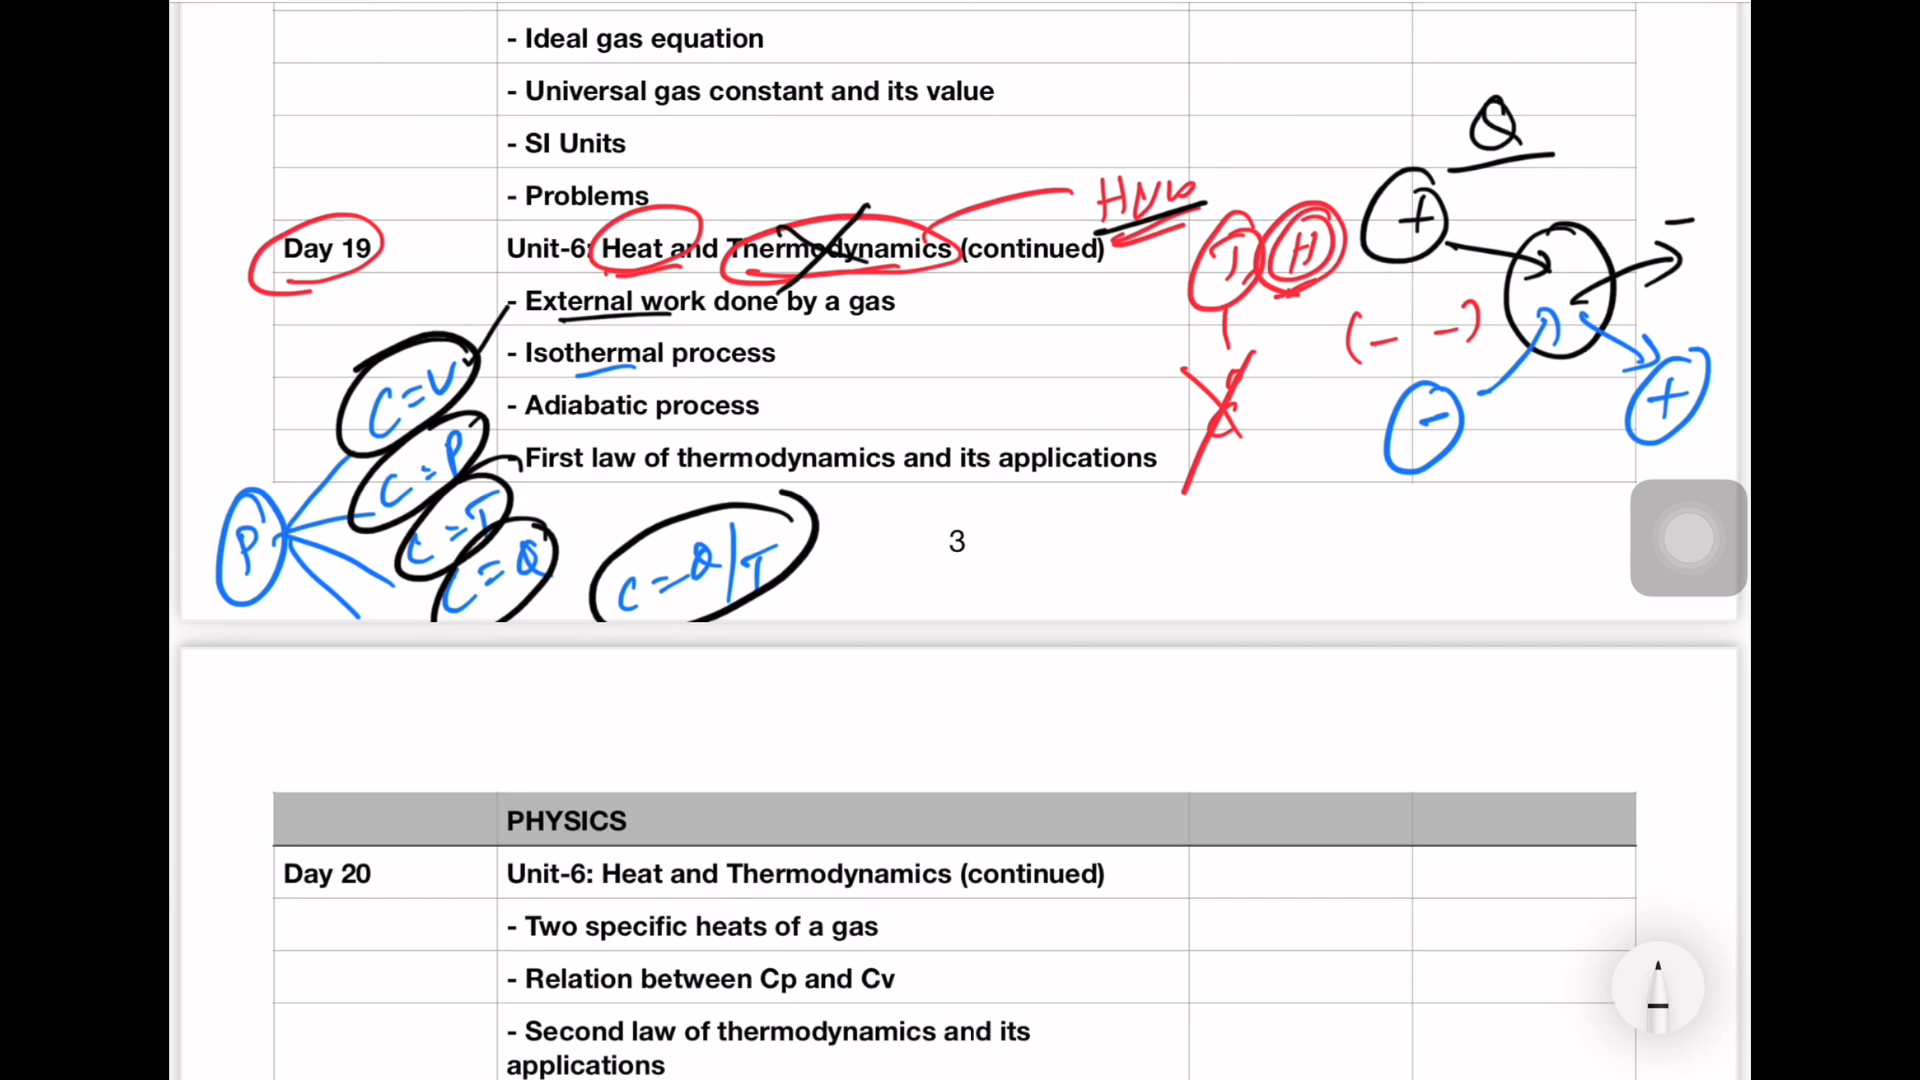 - Ideal gas equation
- Universal gas constant and its value
- SI Units
Q
- Problems
+
Day 19 Unit-6: Heat and Thermodynamics (continued)
T H
-
- External work done by a gas
(- -)
- Isothermal process
C = V
- Adiabatic process
-
+
C = P
- First law of thermodynamics and its applications
C = T
P
C = Q
C = Q/T
3
PHYSICS
Day 20 Unit-6: Heat and Thermodynamics (continued)
- Two specific heats of a gas
- Relation between Cp and Cv
- Second law of thermodynamics and its
applications